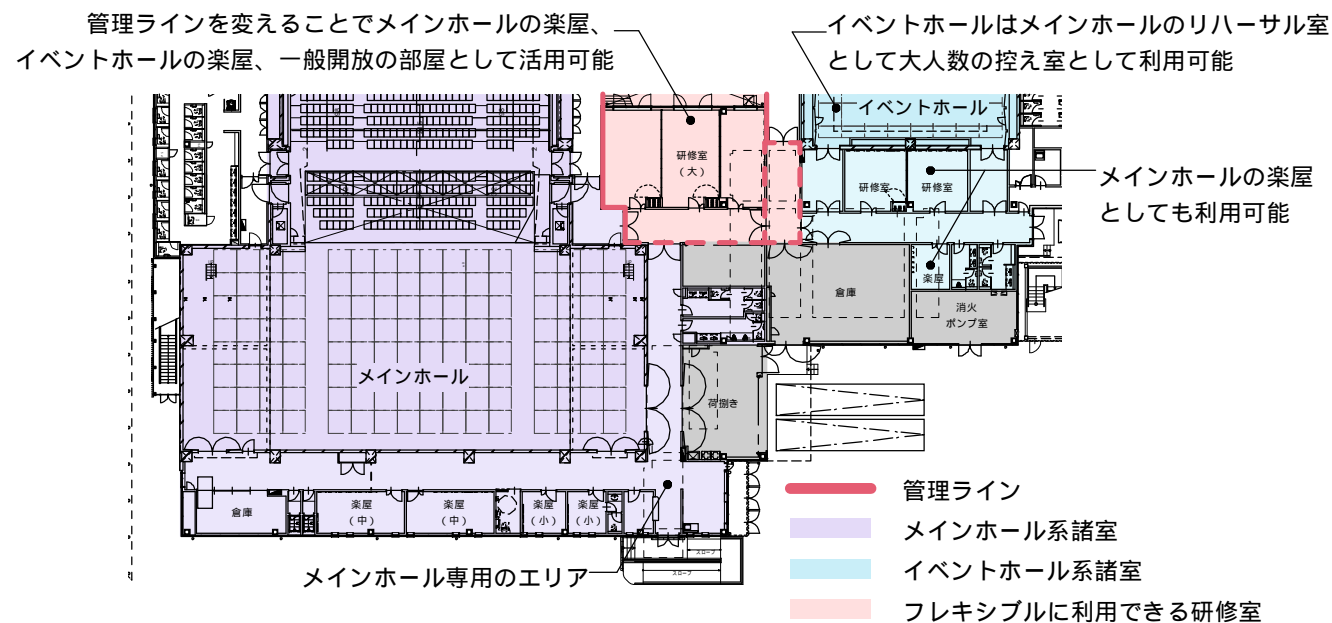 管理ラインを変えることでメインホールの楽屋、
イベントホールの楽屋、一般開放の部屋として活用可能
イベントホールはメインホールのリハーサル室
として大人数の控え室として利用可能
イベントホール
研修室
（大）
研修室
研修室
メインホールの楽屋
としても利用可能
倉庫
楽屋
消火
ポンプ室
メインホール
荷捌き
倉庫
楽屋
（中）
楽屋
（中）
楽屋
（小）
楽屋
（小）
スロープ
スロープ
メインホール専用のエリア
管理ライン
メインホール系諸室
イベントホール系諸室
フレキシブルに利用できる研修室